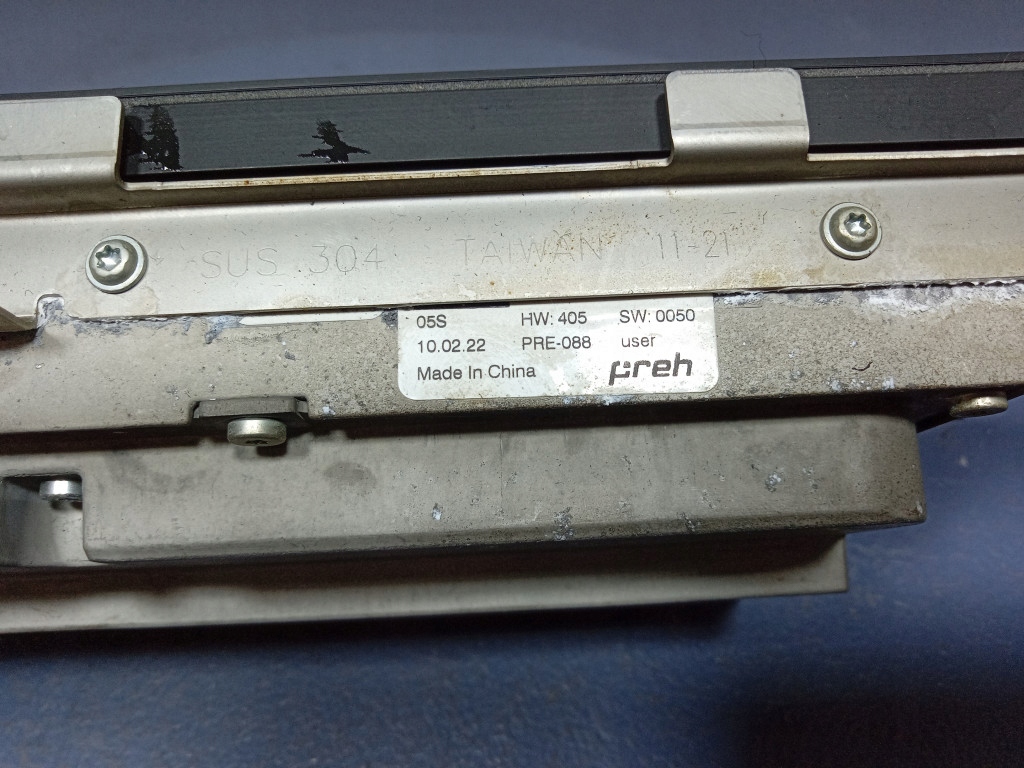 SUS 304 TAIWAN 11-21
05S HW: 405 SW: 0050
10.02.22 PRE-088 user
Made In China preh